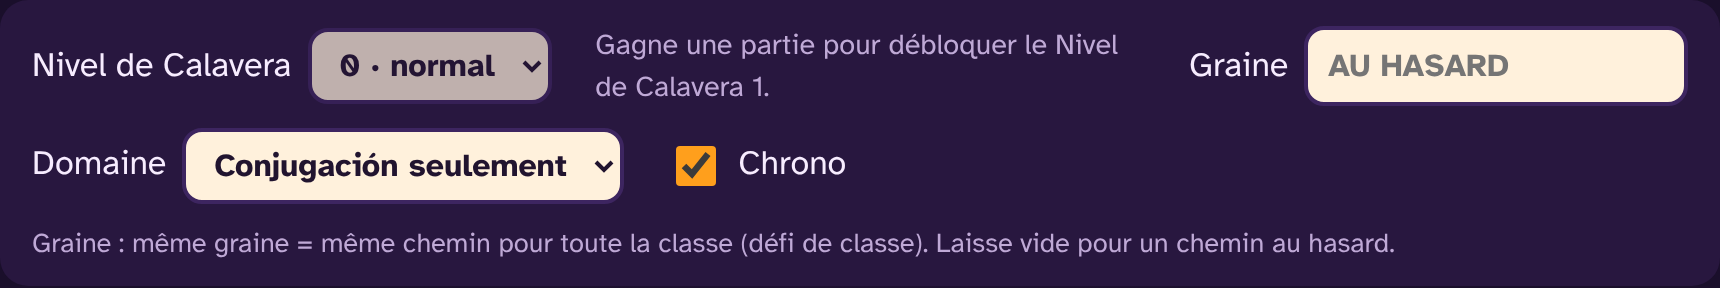 Nivel de Calavera
0 · normal
Gagne une partie pour débloquer le Nivel
de Calavera 1.
Graine
AU HASARD
Domaine
Conjugación seulement
Chrono
Graine : même graine = même chemin pour toute la classe (défi de classe). Laisse vide pour un chemin au hasard.